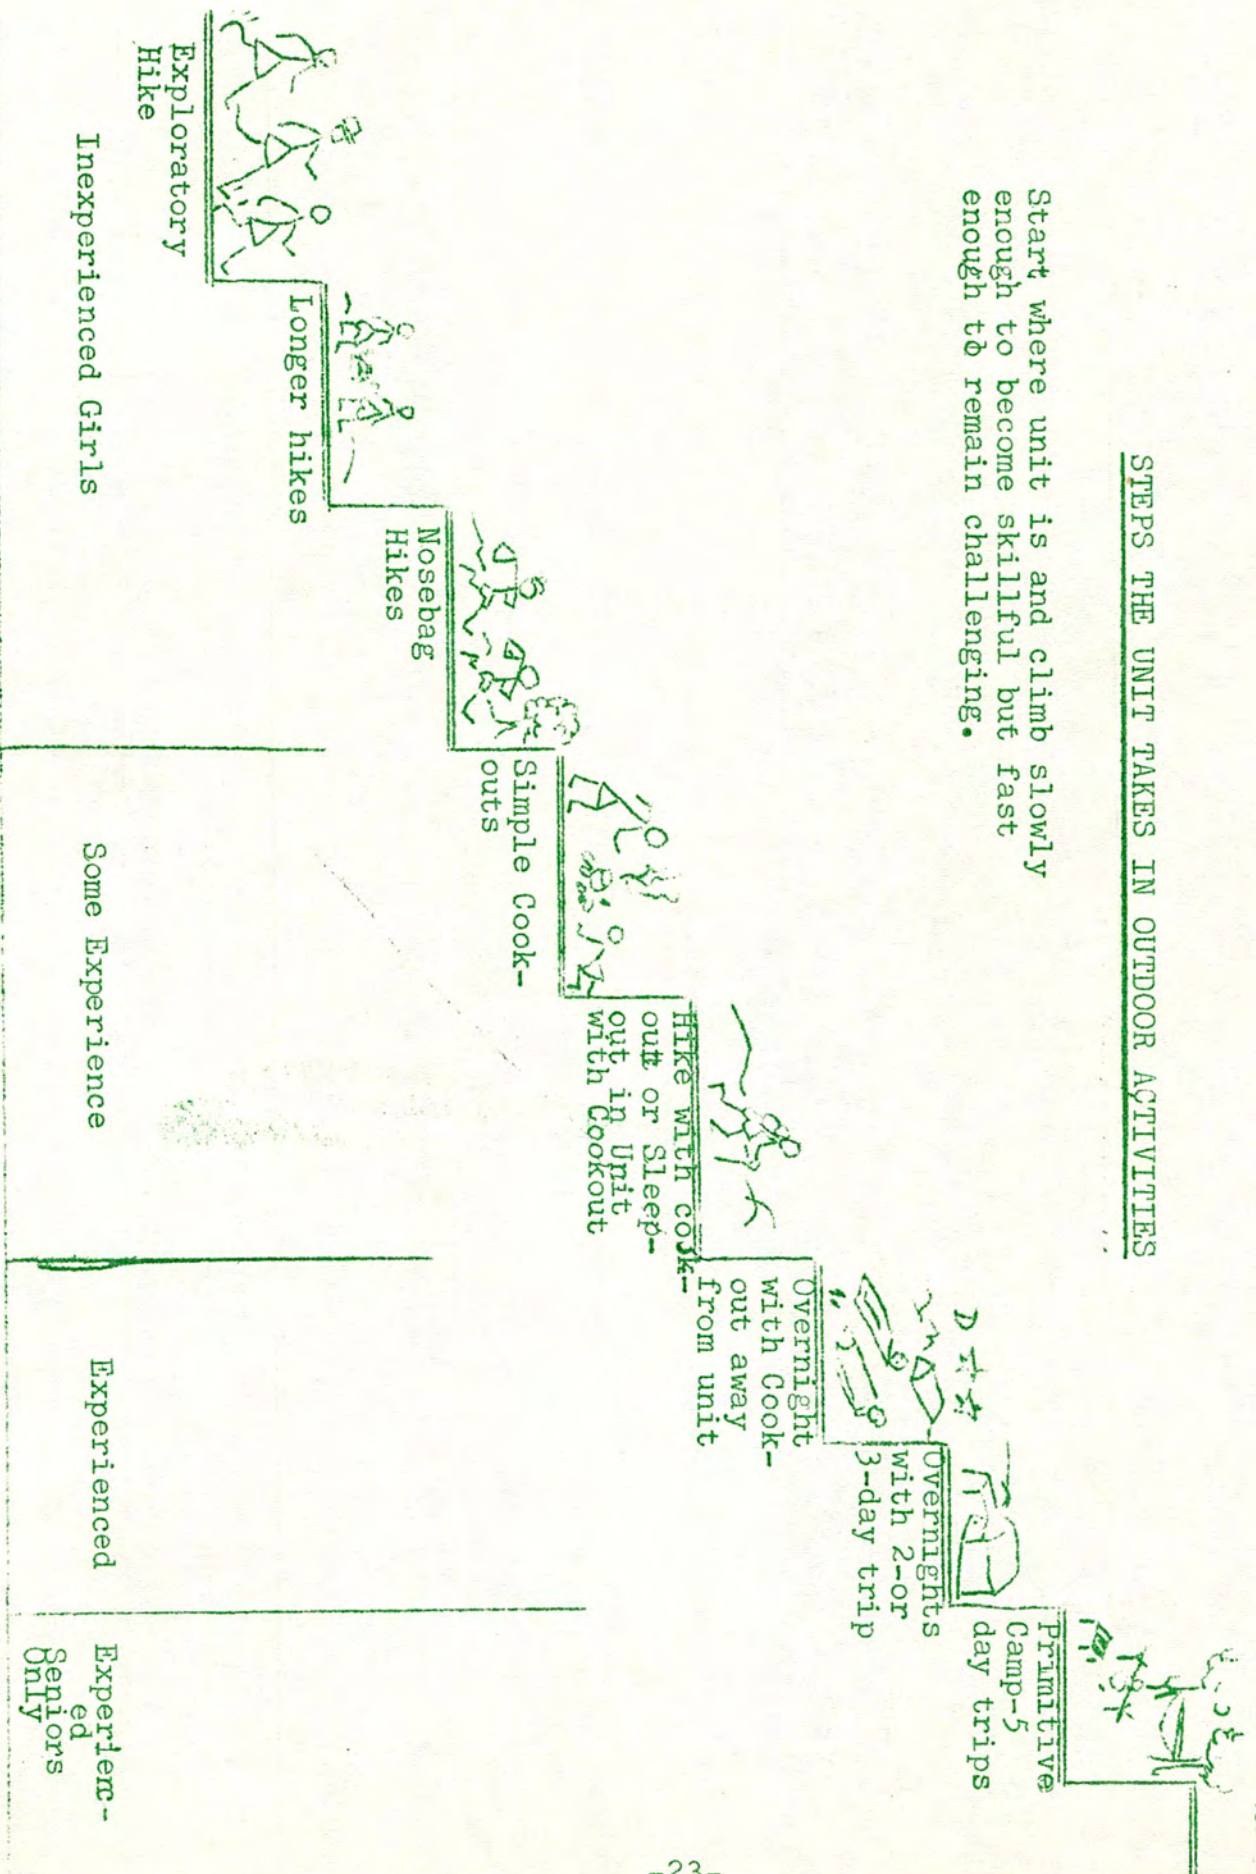 STEPS THE UNIT TAKES IN OUTDOOR ACTIVITIES
Start where unit is and climb slowly
enough to become skillful but fast
enough to remain challenging.
Exploratory
Hike
Longer hikes
Nosebag
Hikes
Simple Cook-
outs
Hike with cook-
out or Sleep-
out in Unit
with Cookout
Overnight
with Cook-
out away
from unit
Overnights
with 2-or
3-day trip
Primitive
Camp-5
day trips
Inexperienced Girls
Some Experience
Experienced
Experienc-
ed
Seniors
Only
-23-